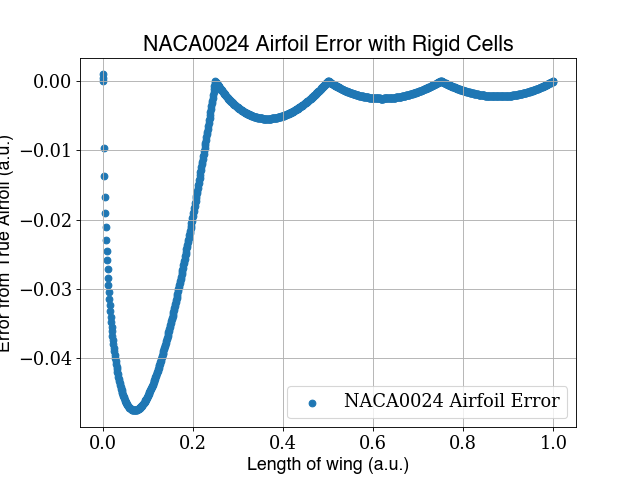 NACA0024 Airfoil Error with Rigid Cells
Error from True Airfoil (a.u.)
0.00
−0.01
−0.02
−0.03
−0.04
NACA0024 Airfoil Error
0.0 0.2 0.4 0.6 0.8 1.0
Length of wing (a.u.)